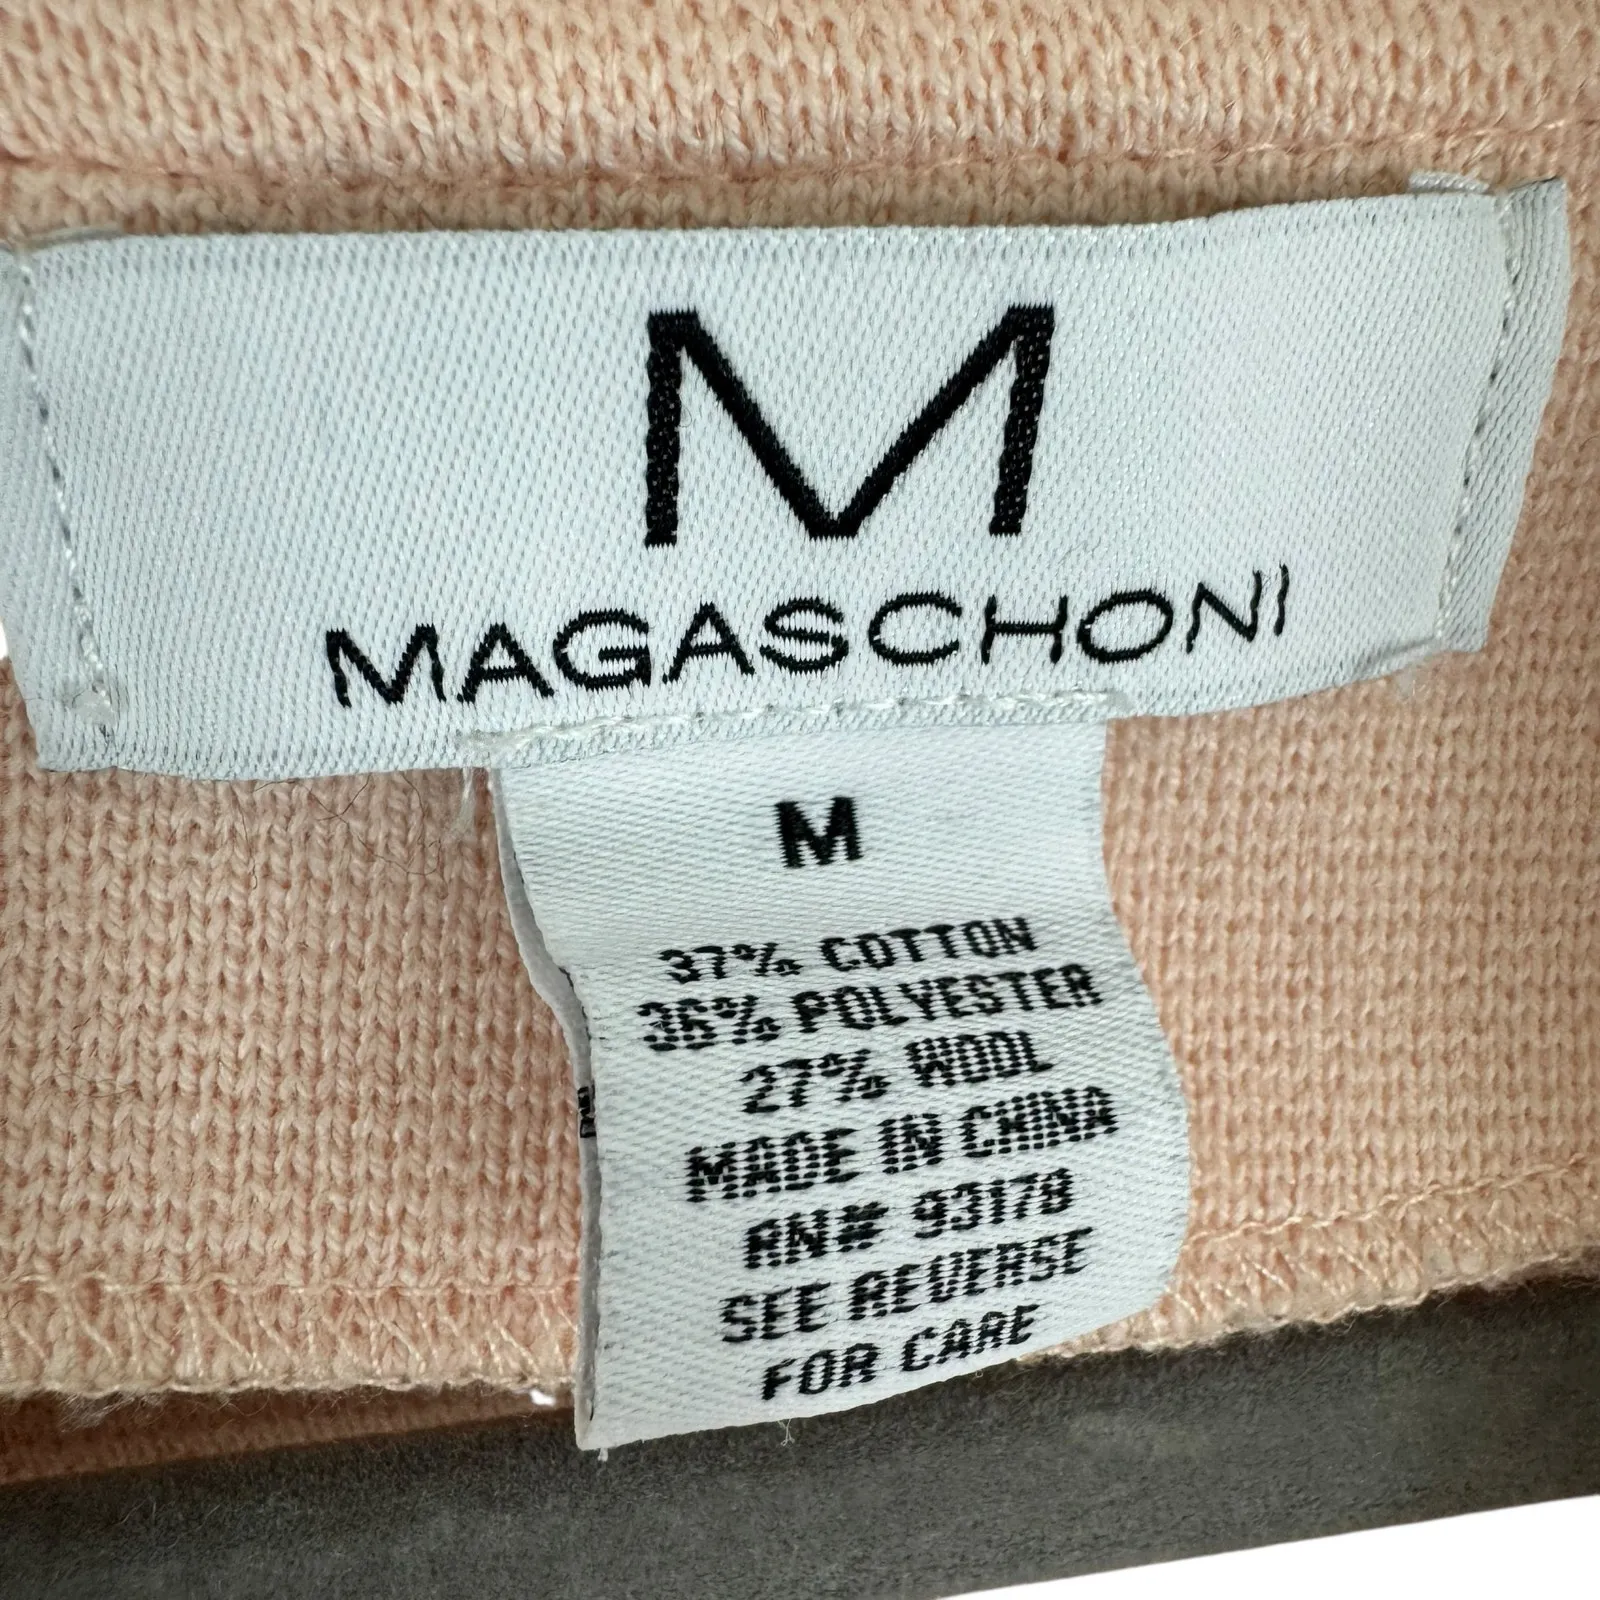 M
MAGASCHONI
M
37% COTTON
36% POLYESTER
27% WOOL
MADE IN CHINA
RN# 93178
SEE REVERSE
FOR CARE